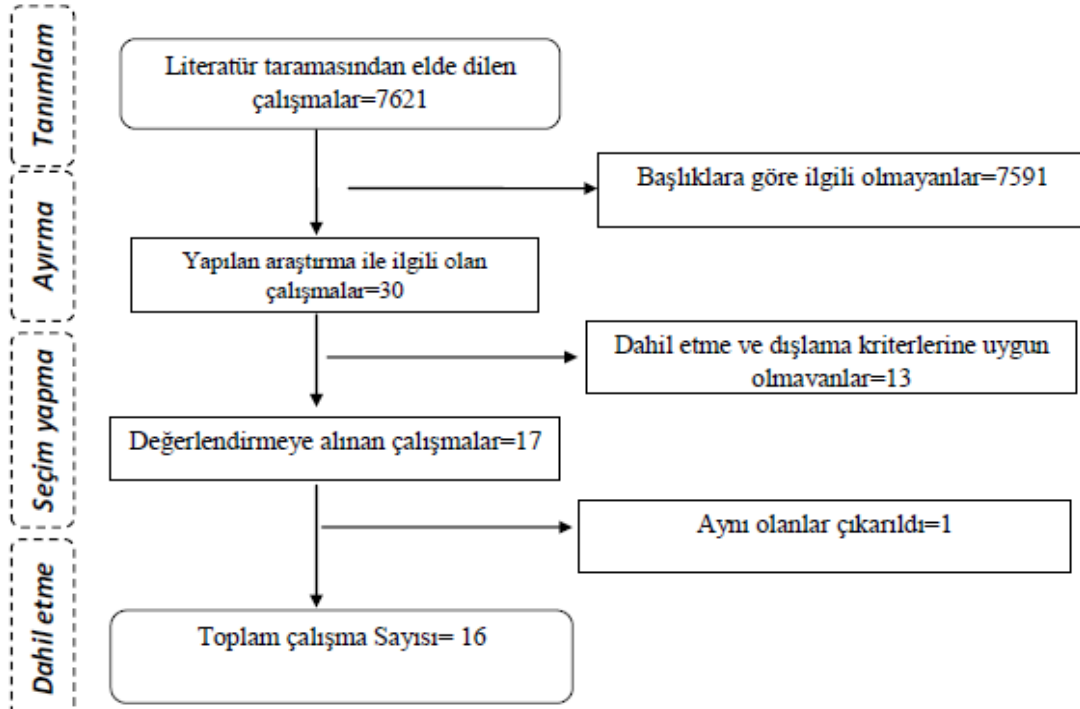 Tanımlam
Literatür taramasından elde dilen
çalışmalar=7621
Başlıklara göre ilgili olmayanlar=7591
Ayırma
Yapılan araştırma ile ilgili olan
çalışmalar=30
Dahil etme ve dışlama kriterlerine uygun
olmavanlar=13
Seçim yapma
Değerlendirmeye alınan çalışmalar=17
Aynı olanlar çıkarıldı=1
Dahil etme
Toplam çalışma Sayısı= 16